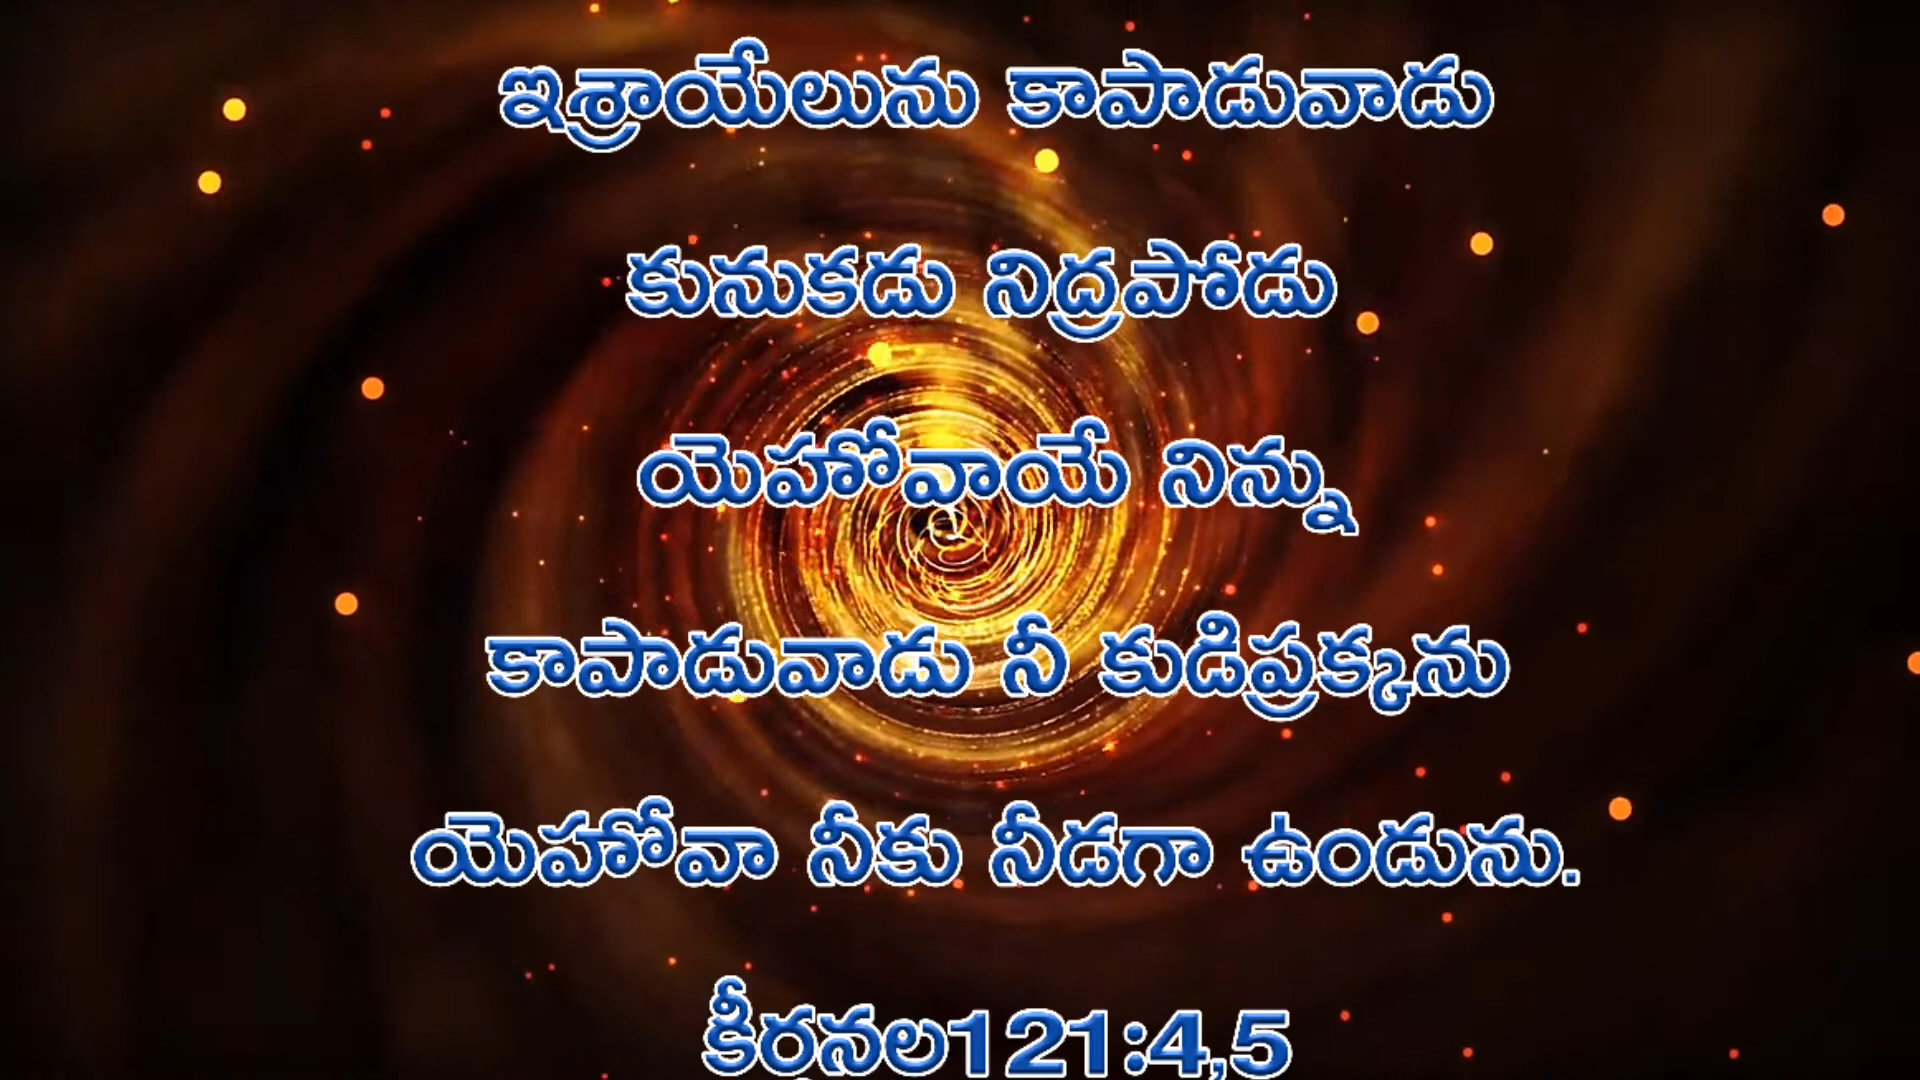 ఇశ్రాయేలును కాపాడువాడు
కునుకడు నిద్రపోడు
యెహోవాయే నిన్ను
కాపాడువాడు నీ కుడిప్రక్కను
యెహోవా నీకు నీడగా ఉండును.
కీర్తనల121:4,5